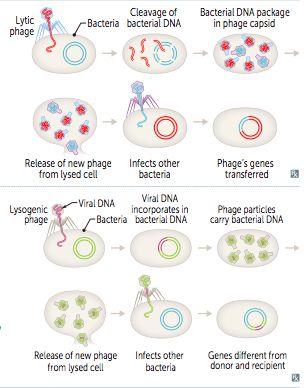 Lytic
phage
Bacteria
Cleavage of
bacterial DNA
Bacterial DNA package
in phage capsid
Release of new phage
from lysed cell
Infects other
bacteria
Phage's genes
transferred
Lysogenic
phage
Viral DNA
Bacteria
Viral DNA
incorporates in
bacterial DNA
Phage particles
carry bacterial DNA
Release of new phage
from lysed cell
Infects other
bacteria
Genes different from
donor and recipient